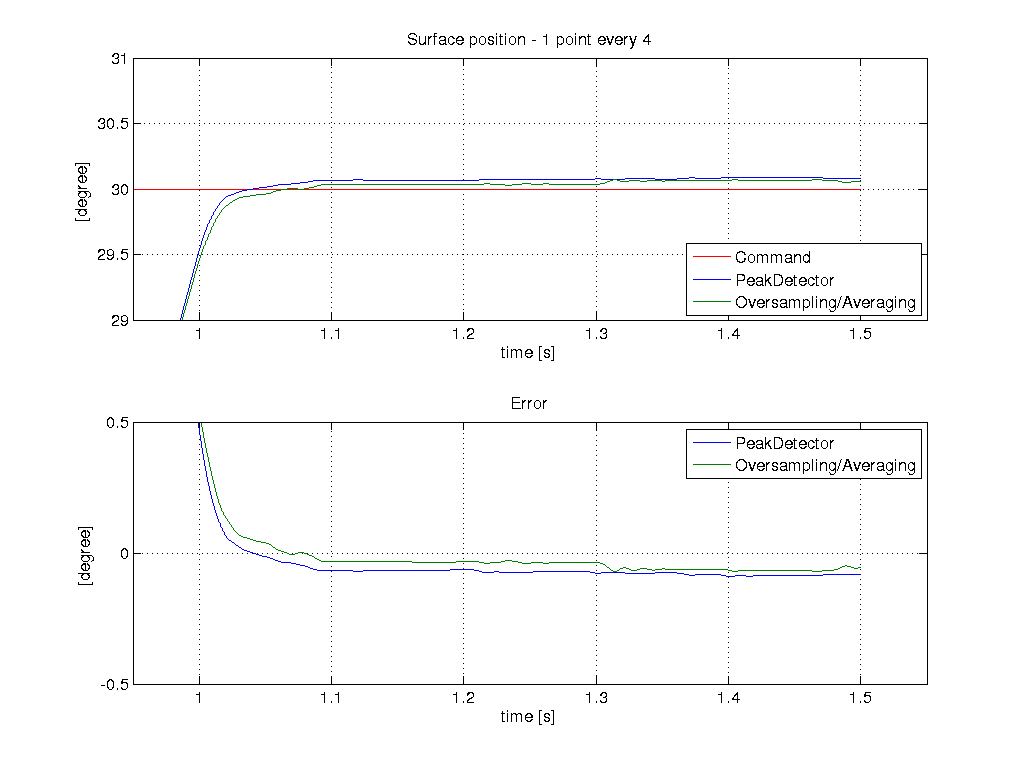 Surface position - 1 point every 4
31
30.5
30
29.5
29
[degree]
Command
PeakDetector
Oversampling/Averaging
1 1.1 1.2 1.3 1.4 1.5
time [s]
Error
0.5
0
-0.5
[degree]
PeakDetector
Oversampling/Averaging
1 1.1 1.2 1.3 1.4 1.5
time [s]